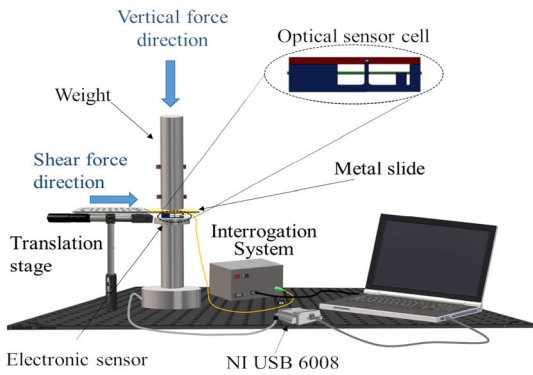 Vertical force
direction
Optical sensor cell
Weight
Shear force
direction
Metal slide
Translation
stage
Interrogation
System
Electronic sensor
NI USB 6008